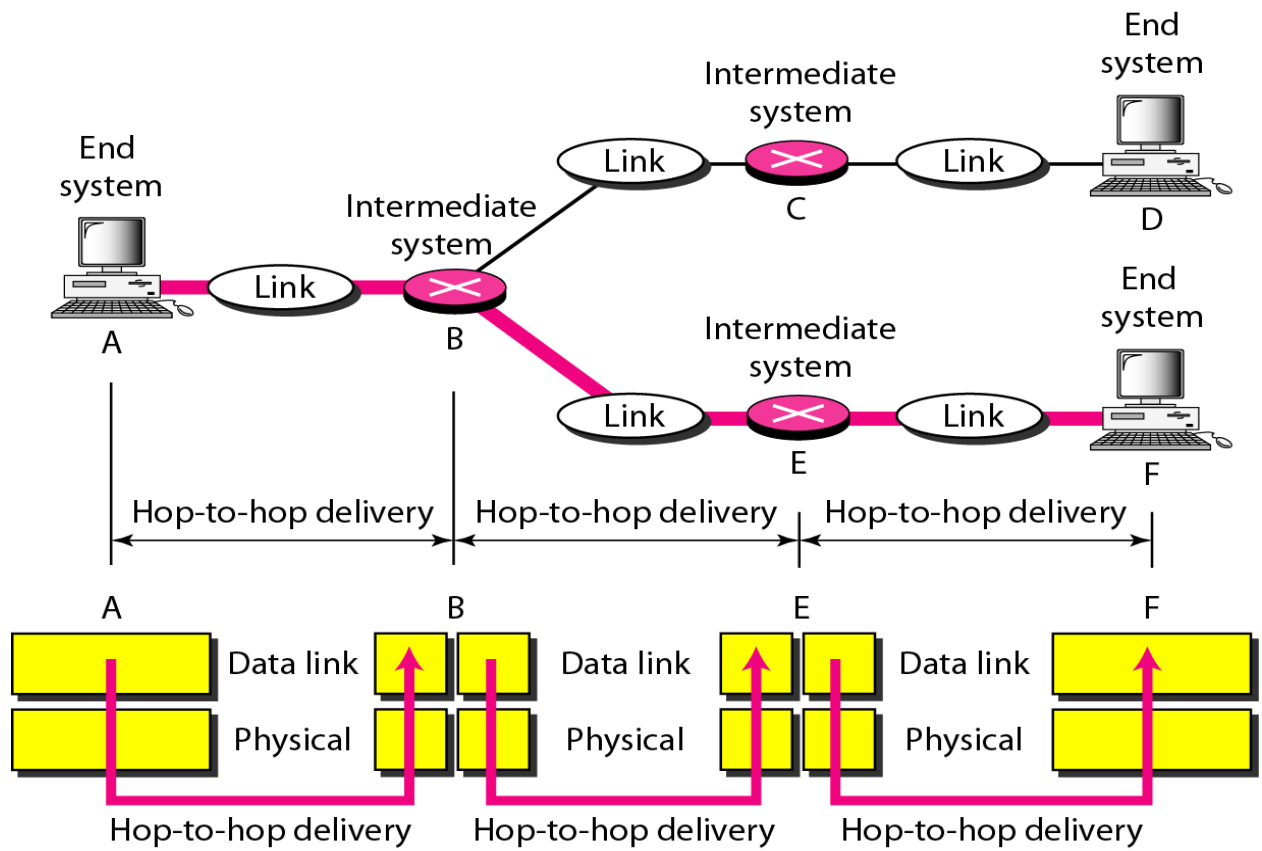 End
system
Intermediate
system
Link
Link
C
D
End
system
A
Link
Intermediate
system
B
Link
Intermediate
system
E
Link
End
system
F
Hop-to-hop delivery
Hop-to-hop delivery
Hop-to-hop delivery
A
B
E
F
Data link
Data link
Data link
Physical
Physical
Physical
Hop-to-hop delivery
Hop-to-hop delivery
Hop-to-hop delivery